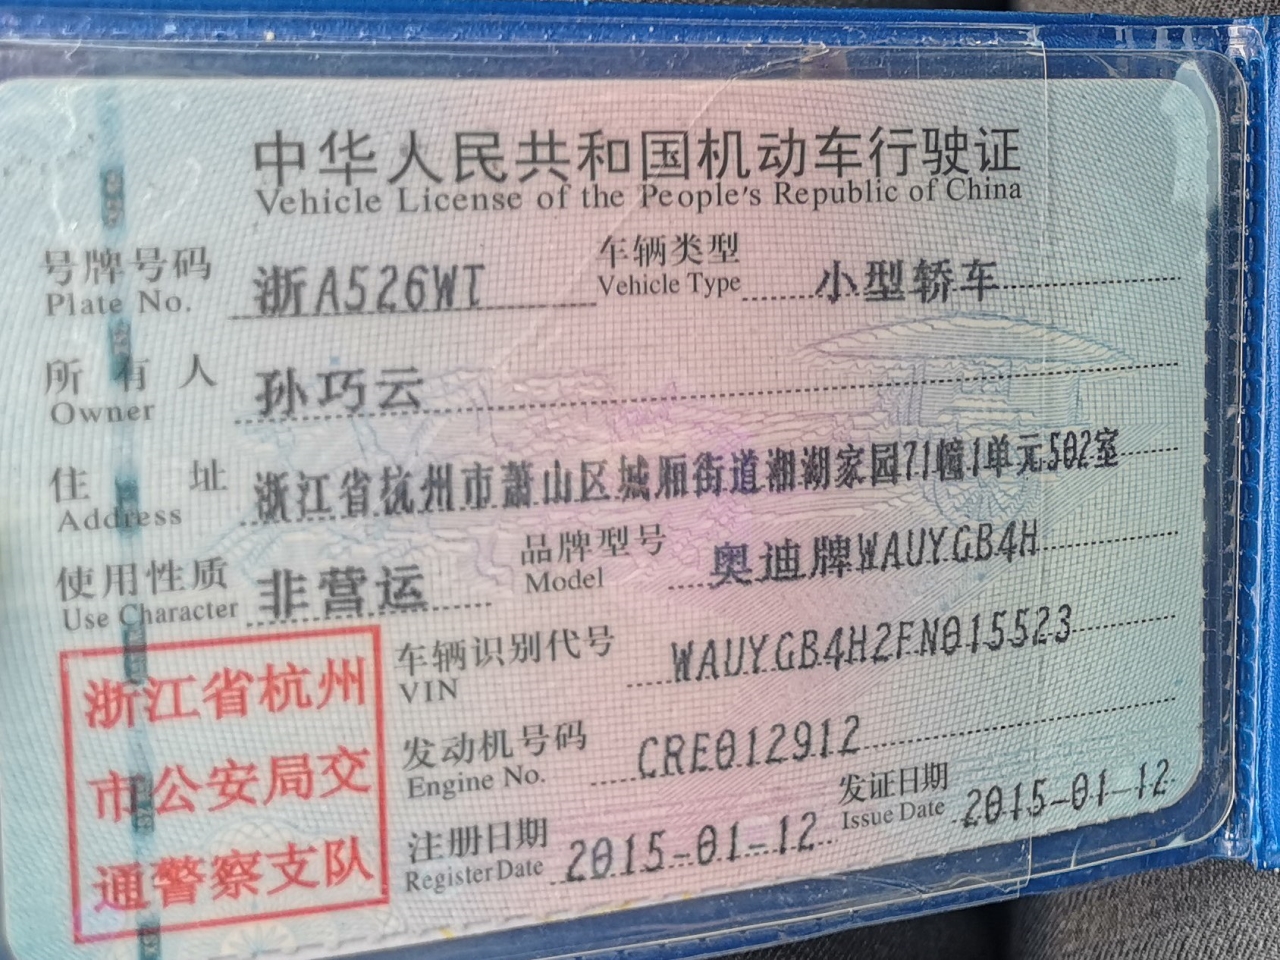 中华人民共和国机动车行驶证
Vehicle License of the People's Republic of China
号牌号码 浙A526WT 车辆类型 小型轿车
Plate No. Vehicle Type
所有人 孙巧云
Owner
住址 浙江省杭州市萧山区城厢街道湘湖家园71幢1单元502室
Address
使用性质 非营运 品牌型号 奥迪牌WAUYGB4H
Use Character Model
车辆识别代号 WAUYGB4H2FN015523
VIN
发动机号码 CRE012912
Engine No.
注册日期 2015-01-12 发证日期 2015-01-12
Register Date Issue Date
浙江省杭州
市公安局交
通警察支队